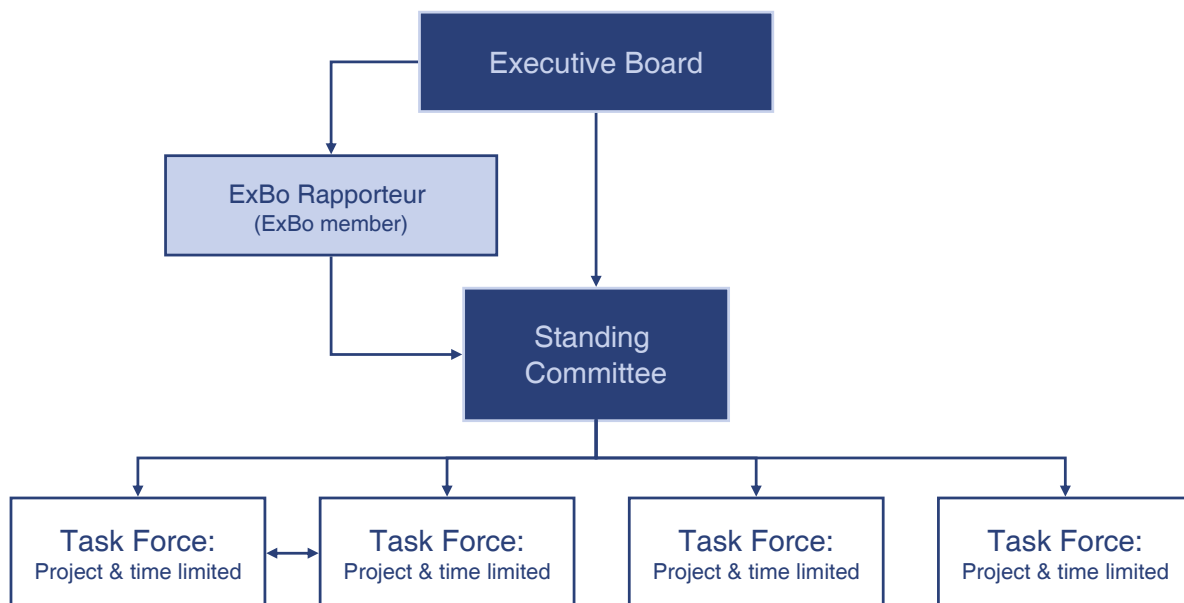 Executive Board
ExBo Rapporteur
(ExBo member)
Standing
Committee
Task Force:
Project & time limited
Task Force:
Project & time limited
Task Force:
Project & time limited
Task Force:
Project & time limited